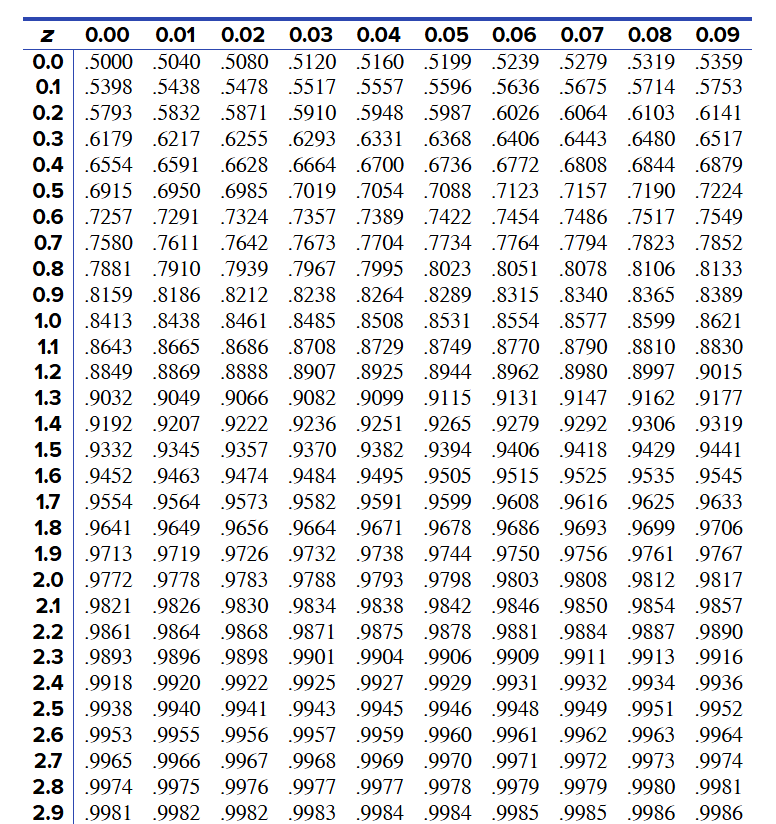 z 0.00 0.01 0.02 0.03 0.04 0.05 0.06 0.07 0.08 0.09
0.0 .5000 .5040 .5080 .5120 .5160 .5199 .5239 .5279 .5319 .5359
0.1 .5398 .5438 .5478 .5517 .5557 .5596 .5636 .5675 .5714 .5753
0.2 .5793 .5832 .5871 .5910 .5948 .5987 .6026 .6064 .6103 .6141
0.3 .6179 .6217 .6255 .6293 .6331 .6368 .6406 .6443 .6480 .6517
0.4 .6554 .6591 .6628 .6664 .6700 .6736 .6772 .6808 .6844 .6879
0.5 .6915 .6950 .6985 .7019 .7054 .7088 .7123 .7157 .7190 .7224
0.6 .7257 .7291 .7324 .7357 .7389 .7422 .7454 .7486 .7517 .7549
0.7 .7580 .7611 .7642 .7673 .7704 .7734 .7764 .7794 .7823 .7852
0.8 .7881 .7910 .7939 .7967 .7995 .8023 .8051 .8078 .8106 .8133
0.9 .8159 .8186 .8212 .8238 .8264 .8289 .8315 .8340 .8365 .8389
1.0 .8413 .8438 .8461 .8485 .8508 .8531 .8554 .8577 .8599 .8621
1.1 .8643 .8665 .8686 .8708 .8729 .8749 .8770 .8790 .8810 .8830
1.2 .8849 .8869 .8888 .8907 .8925 .8944 .8962 .8980 .8997 .9015
1.3 .9032 .9049 .9066 .9082 .9099 .9115 .9131 .9147 .9162 .9177
1.4 .9192 .9207 .9222 .9236 .9251 .9265 .9279 .9292 .9306 .9319
1.5 .9332 .9345 .9357 .9370 .9382 .9394 .9406 .9418 .9429 .9441
1.6 .9452 .9463 .9474 .9484 .9495 .9505 .9515 .9525 .9535 .9545
1.7 .9554 .9564 .9573 .9582 .9591 .9599 .9608 .9616 .9625 .9633
1.8 .9641 .9649 .9656 .9664 .9671 .9678 .9686 .9693 .9699 .9706
1.9 .9713 .9719 .9726 .9732 .9738 .9744 .9750 .9756 .9761 .9767
2.0 .9772 .9778 .9783 .9788 .9793 .9798 .9803 .9808 .9812 .9817
2.1 .9821 .9826 .9830 .9834 .9838 .9842 .9846 .9850 .9854 .9857
2.2 .9861 .9864 .9868 .9871 .9875 .9878 .9881 .9884 .9887 .9890
2.3 .9893 .9896 .9898 .9901 .9904 .9906 .9909 .9911 .9913 .9916
2.4 .9918 .9920 .9922 .9925 .9927 .9929 .9931 .9932 .9934 .9936
2.5 .9938 .9940 .9941 .9943 .9945 .9946 .9948 .9949 .9951 .9952
2.6 .9953 .9955 .9956 .9957 .9959 .9960 .9961 .9962 .9963 .9964
2.7 .9965 .9966 .9967 .9968 .9969 .9970 .9971 .9972 .9973 .9974
2.8 .9974 .9975 .9976 .9977 .9977 .9978 .9979 .9979 .9980 .9981
2.9 .9981 .9982 .9982 .9983 .9984 .9984 .9985 .9985 .9986 .9986